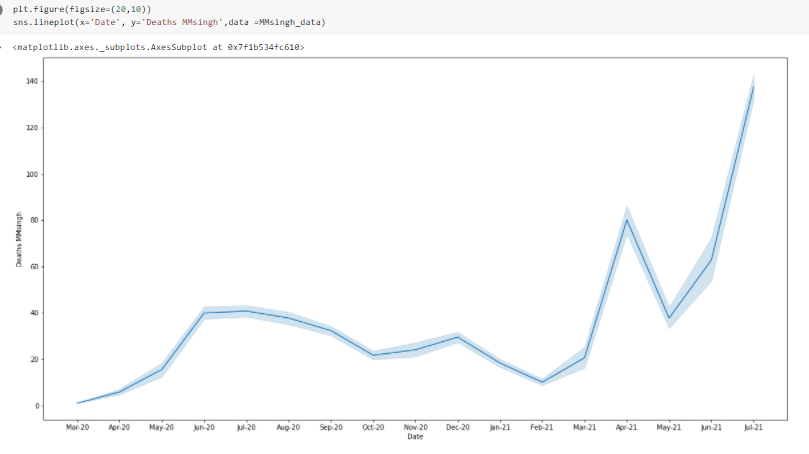 plt.figure(figsize=(20,10))
sns.lineplot(x='Date', y='Deaths MMsingh',data =MMsingh_data)
<matplotlib.axes._subplots.AxesSubplot at 0x7f1b534fc610>
140
120
100
80
60
40
20
0
Deaths MMsingh
Mar-20 Apr-20 May-20 Jun-20 Jul-20 Aug-20 Sep-20 Oct-20 Nov-20 Dec-20 Jan-21 Feb-21 Mar-21 Apr-21 May-21 Jun-21 Jul-21
Date